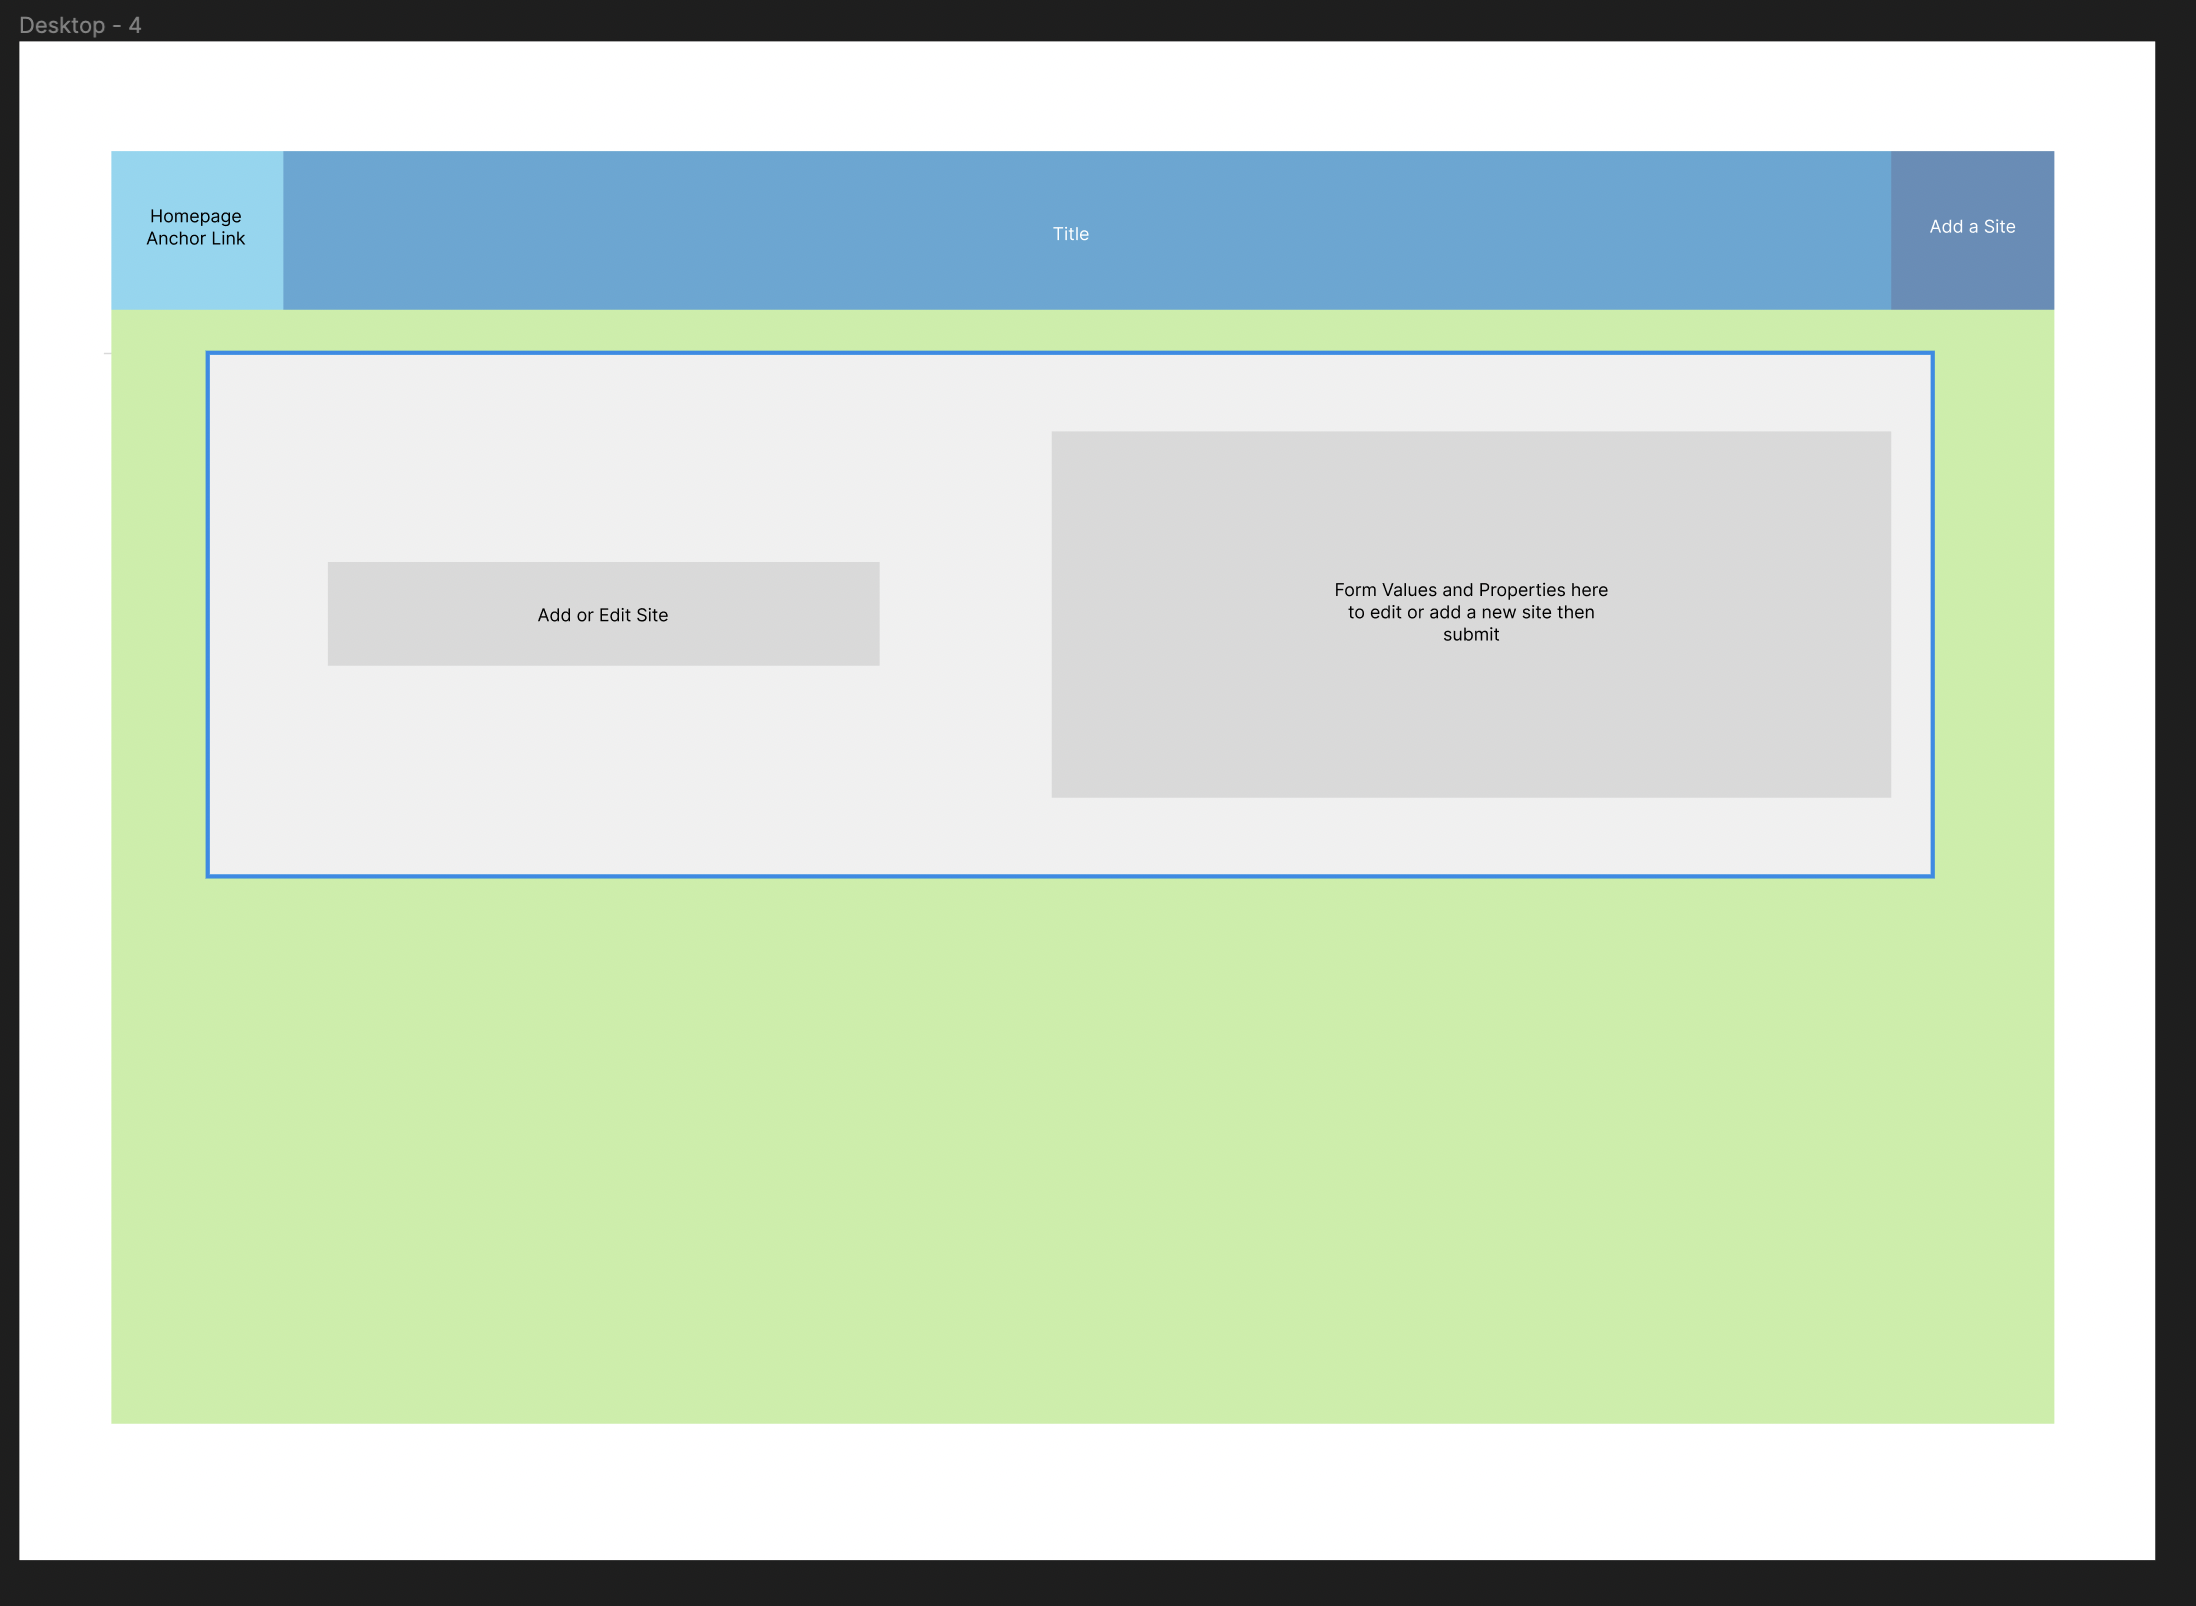 Desktop - 4
Homepage
Anchor Link
Title
Add a Site
Add or Edit Site
Form Values and Properties here
to edit or add a new site then
submit